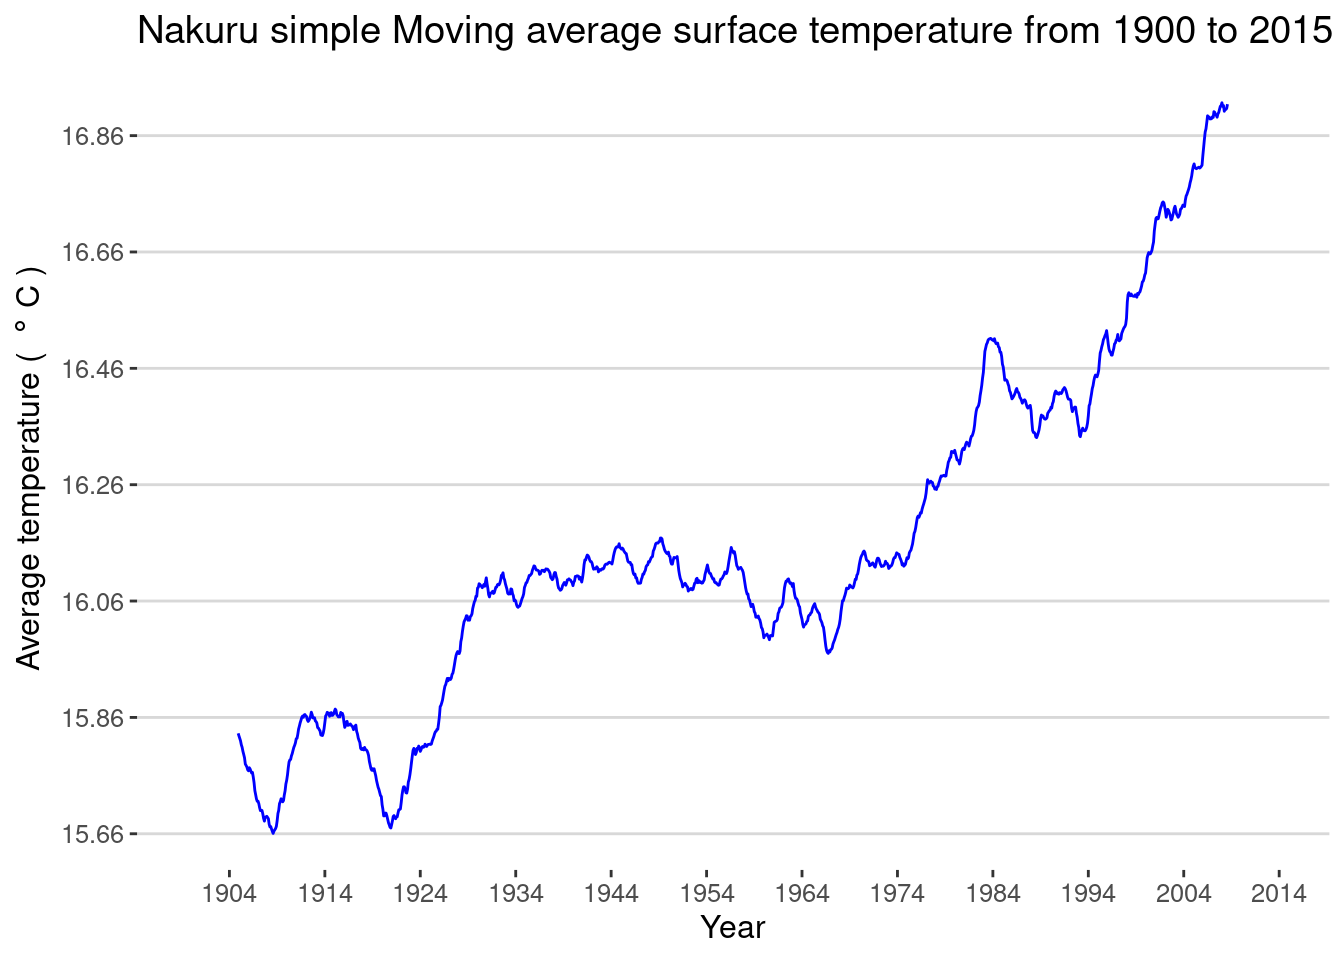 Nakuru simple Moving average surface temperature from 1900 to 2015
Average temperature ( ° C )
16.86
16.66
16.46
16.26
16.06
15.86
15.66
1904 1914 1924 1934 1944 1954 1964 1974 1984 1994 2004 2014
Year